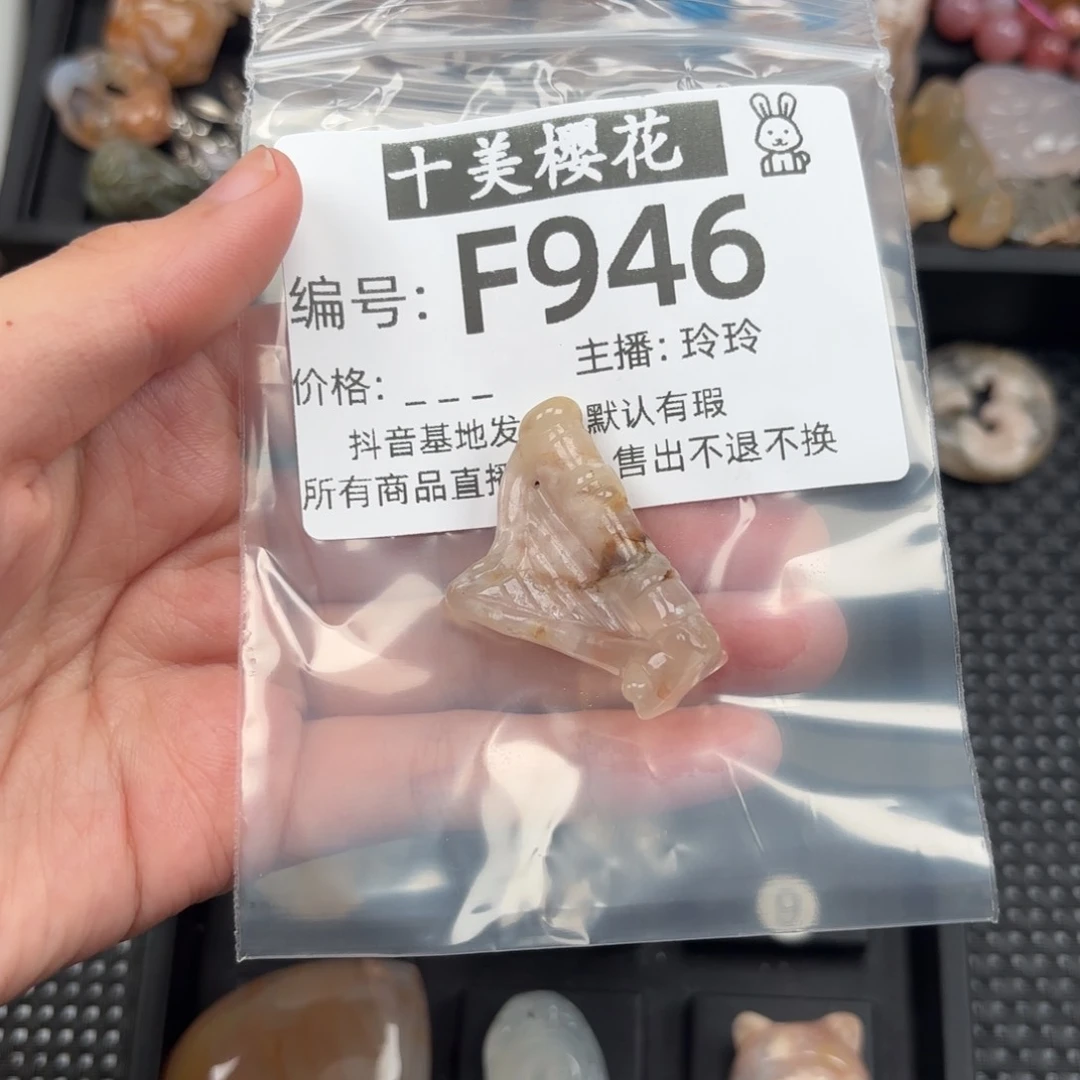 十美樱花
编号: F946
价格: _ _ _
主播: 玲玲
抖音基地发 默认有瑕
所有商品直播 售出不退不换